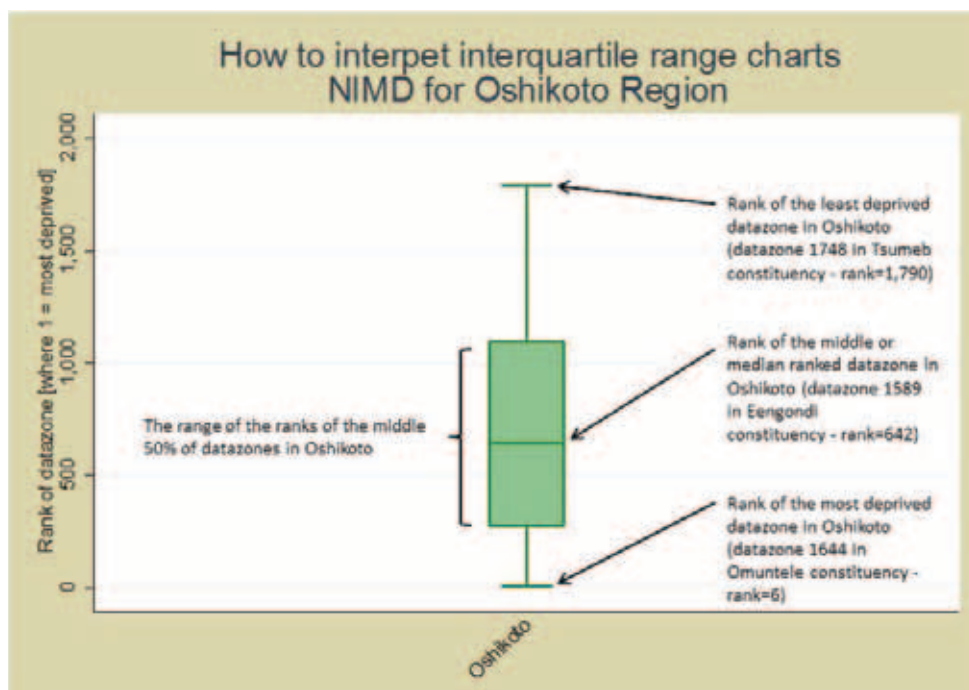 How to interpet interquartile range charts
NIMD for Oshikoto Region
Rank of datazone [where 1 = most deprived]
2,000
1,500
1,000
500
0
Rank of the least deprived
datazone in Oshikoto
(datazone 1748 in Tsumeb
constituency - rank=1,790)
The range of the ranks of the middle
50% of datazones in Oshikoto
Rank of the middle or
median ranked datazone in
Oshikoto (datazone 1589
in Eengondi
constituency - rank=642)
Rank of the most deprived
datazone in Oshikoto
(datazone 1644 in
Omuntele constituency -
rank=6)
Oshikoto